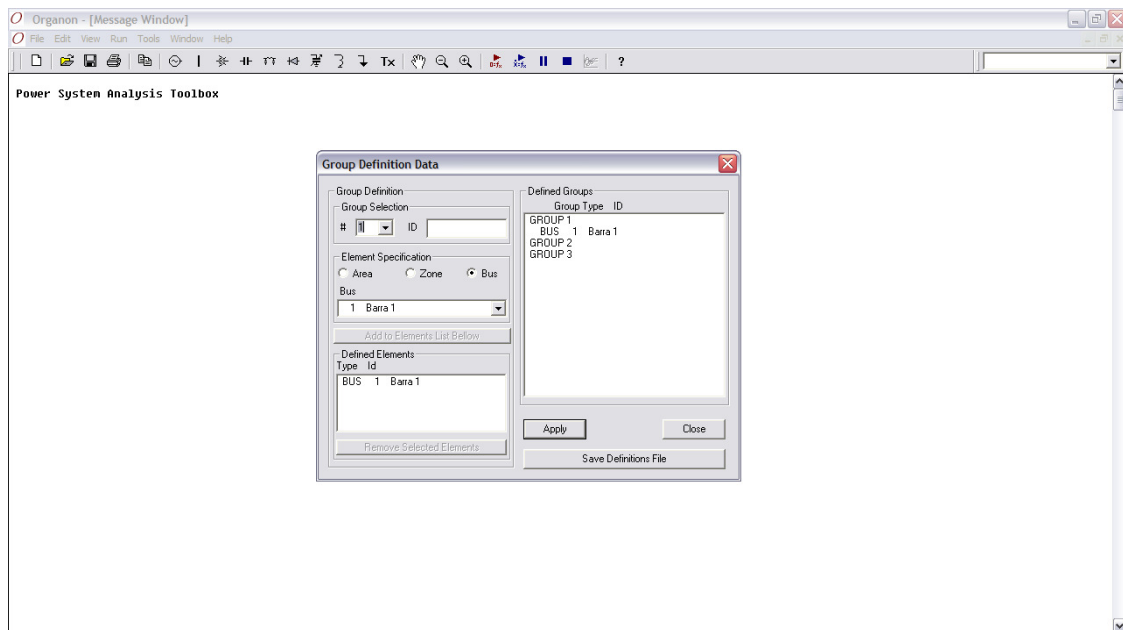 Organon - [Message Window]
File Edit View Run Tools Window Help
Tx ?
Power System Analysis Toolbox
Group Definition Data
Group Definition
Group Selection
# 1 ID
Element Specification
Area Zone Bus
Bus
1 Barra 1
Add to Elements List Bellow
Defined Elements
Type Id
BUS 1 Barra 1
Remove Selected Elements
Defined Groups
Group Type ID
GROUP 1
BUS 1 Barra 1
GROUP 2
GROUP 3
Apply Close
Save Definitions File